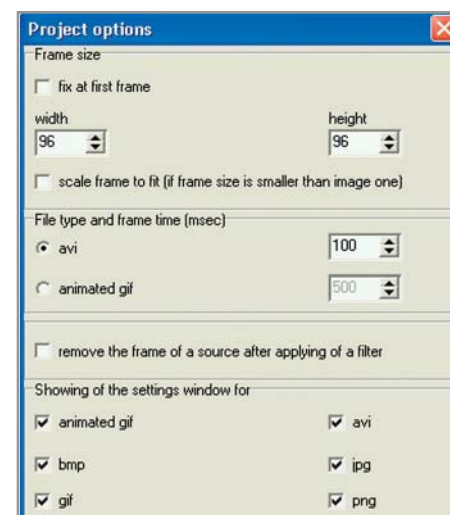 Project options
Frame size
fix at first frame
width height
96 96
scale frame to fit (if frame size is smaller than image one)
File type and frame time (msec)
avi 100
animated gif 500
remove the frame of a source after applying of a filter
Showing of the settings window for
animated gif avi
bmp jpg
gif png